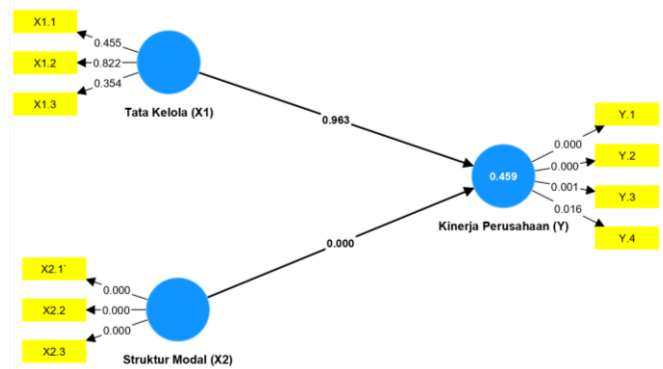 X1.1
0.455
X1.2
0.822
X1.3
0.354
Tata Kelola (X1)
0.963
Y.1
0.000
Y.2
0.000
0.459
0.001
Y.3
0.016
Y.4
Kinerja Perusahaan (Y)
0.000
X2.1`
0.000
X2.2
0.000
X2.3
0.000
Struktur Modal (X2)